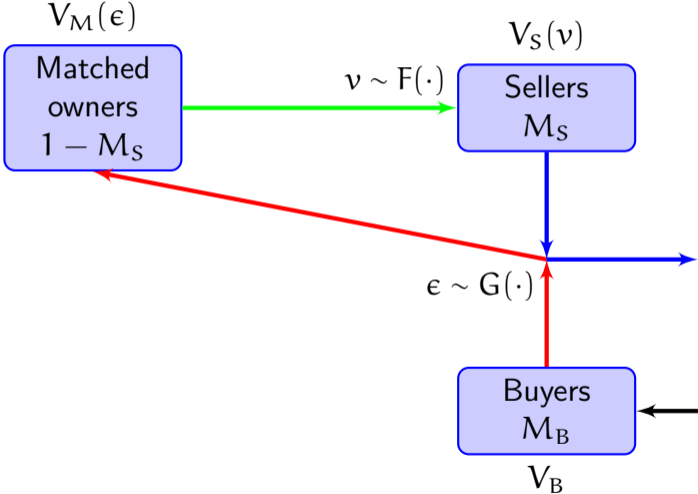 V_M(ϵ)
Matched
owners
1 − M_S
ν ∼ F(·)
V_S(ν)
Sellers
M_S
ϵ ∼ G(·)
Buyers
M_B
V_B